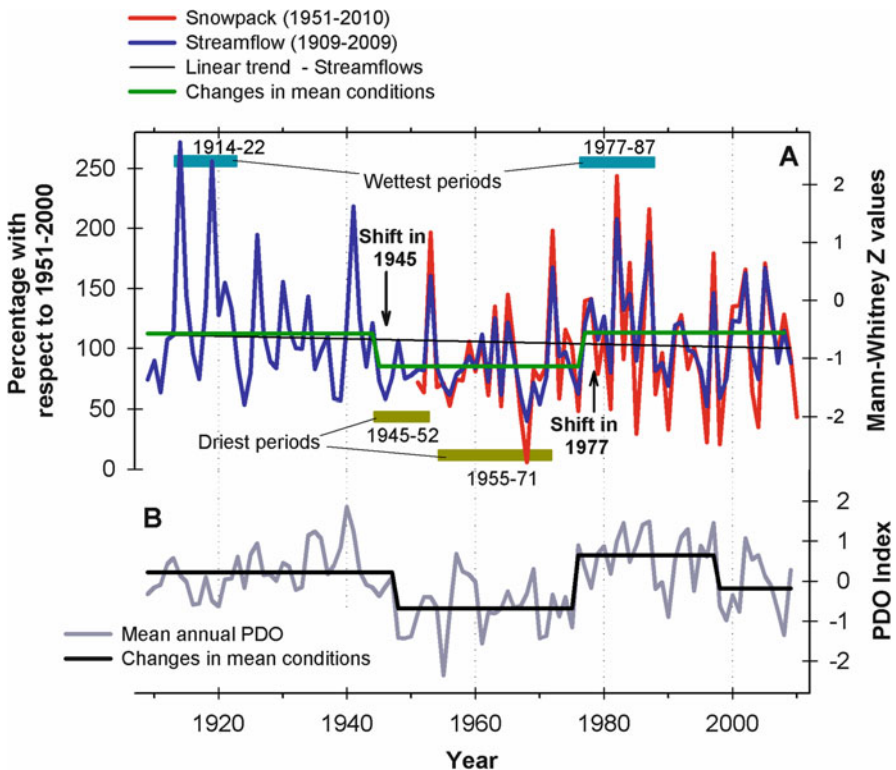 Snowpack (1951-2010)
Streamflow (1909-2009)
Linear trend - Streamflows
Changes in mean conditions
A
1914-22
1977-87
Wettest periods
Shift in
1945
Shift in
1977
Driest periods
1945-52
1955-71
250
200
150
100
50
0
Percentage with
respect to 1951-2000
2
1
0
-1
-2
Mann-Whitney Z values
B
2
1
0
-1
-2
PDO Index
Mean annual PDO
Changes in mean conditions
1920
1940
1960
1980
2000
Year